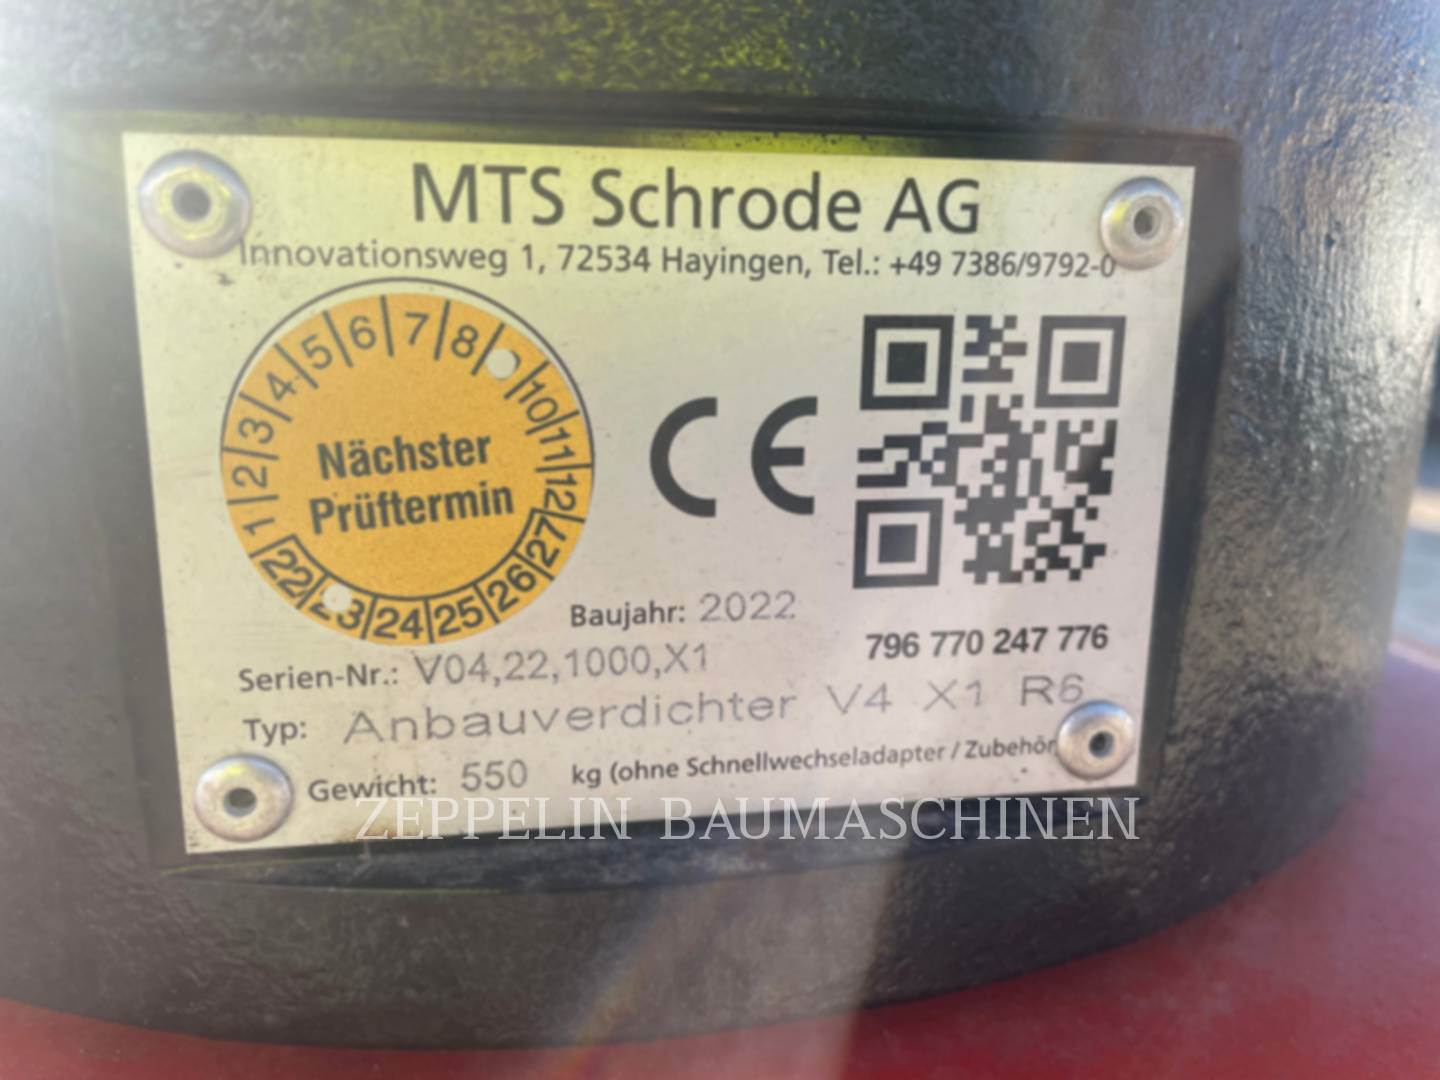 MTS Schrode AG
Innovationsweg 1, 72534 Hayingen, Tel.: +49 7386/9792-0
1 2 3 4 5 6 7 8 10 11 12
Nächster
Prüftermin
22 23 24 25 26 27
CE
Baujahr: 2022
796 770 247 776
Serien-Nr.: V04,22,1000,X1
Typ: Anbauverdichter V4 X1 R6
Gewicht: 550 kg (ohne Schnellwechseladapter / Zubehör
ZEPPELIN BAUMASCHINEN